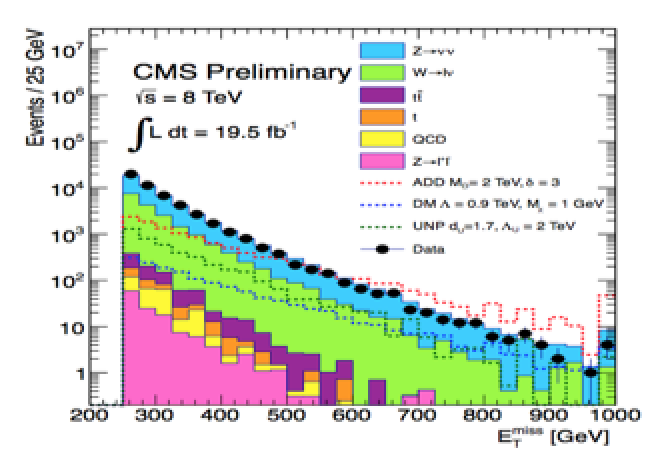 Events / 25 GeV
10⁷
10⁶
10⁵
10⁴
10³
10²
10
1
CMS Preliminary
√s = 8 TeV
∫L dt = 19.5 fb⁻¹
Z→νν
W→lν
tt̄
t
QCD
Z→l⁺l⁻
ADD M_D= 2 TeV, δ = 3
DM Λ = 0.9 TeV, M_χ = 1 GeV
UNP d_U=1.7, Λ_U = 2 TeV
Data
200 300 400 500 600 700 800 900 1000
E_T^miss [GeV]